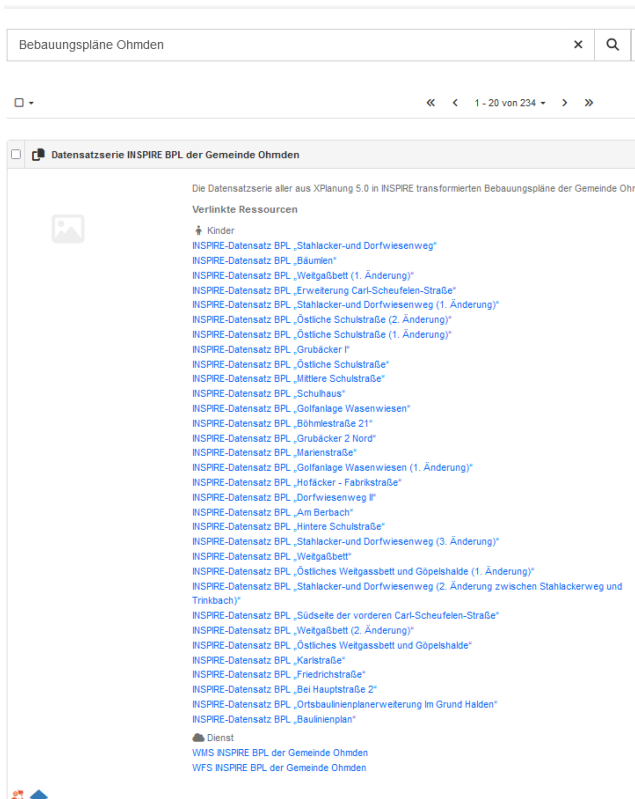 Bebauungspläne Ohmden
1 - 20 von 234
Datensatzserie INSPIRE BPL der Gemeinde Ohmden
Die Datensatzserie aller aus XPlanung 5.0 in INSPIRE transformierten Bebauungspläne der Gemeinde Ohm
Verlinkte Ressourcen
Kinder
INSPIRE-Datensatz BPL „Stahlacker-und Dorfwiesenweg“
INSPIRE-Datensatz BPL „Bäumlen“
INSPIRE-Datensatz BPL „Weitgaßbett (1. Änderung)“
INSPIRE-Datensatz BPL „Erweiterung Carl-Scheufelen-Straße“
INSPIRE-Datensatz BPL „Stahlacker-und Dorfwiesenweg (1. Änderung)“
INSPIRE-Datensatz BPL „Östliche Schulstraße (2. Änderung)“
INSPIRE-Datensatz BPL „Östliche Schulstraße (1. Änderung)“
INSPIRE-Datensatz BPL „Grubäcker I“
INSPIRE-Datensatz BPL „Östliche Schulstraße“
INSPIRE-Datensatz BPL „Mittlere Schulstraße“
INSPIRE-Datensatz BPL „Schulhaus“
INSPIRE-Datensatz BPL „Golfanlage Wasenwiesen“
INSPIRE-Datensatz BPL „Böhmlestraße 21“
INSPIRE-Datensatz BPL „Grubäcker 2 Nord“
INSPIRE-Datensatz BPL „Marienstraße“
INSPIRE-Datensatz BPL „Golfanlage Wasenwiesen (1. Änderung)“
INSPIRE-Datensatz BPL „Hofäcker - Fabrikstraße“
INSPIRE-Datensatz BPL „Dorfwiesenweg II“
INSPIRE-Datensatz BPL „Am Berbach“
INSPIRE-Datensatz BPL „Hintere Schulstraße“
INSPIRE-Datensatz BPL „Stahlacker-und Dorfwiesenweg (3. Änderung)“
INSPIRE-Datensatz BPL „Weitgaßbett“
INSPIRE-Datensatz BPL „Östliches Weitgassbett und Göpelshalde (1. Änderung)“
INSPIRE-Datensatz BPL „Stahlacker-und Dorfwiesenweg (2. Änderung zwischen Stahlackerweg und
Trinkbach)“
INSPIRE-Datensatz BPL „Südseite der vorderen Carl-Scheufelen-Straße“
INSPIRE-Datensatz BPL „Weitgaßbett (2. Änderung)“
INSPIRE-Datensatz BPL „Östliches Weitgassbett und Göpelshalde“
INSPIRE-Datensatz BPL „Karlstraße“
INSPIRE-Datensatz BPL „Friedrichstraße“
INSPIRE-Datensatz BPL „Bei Hauptstraße 2“
INSPIRE-Datensatz BPL „Ortsbaulinienplanerweiterung Im Grund Halden“
INSPIRE-Datensatz BPL „Baulinienplan“
Dienst
WMS INSPIRE BPL der Gemeinde Ohmden
WFS INSPIRE BPL der Gemeinde Ohmden